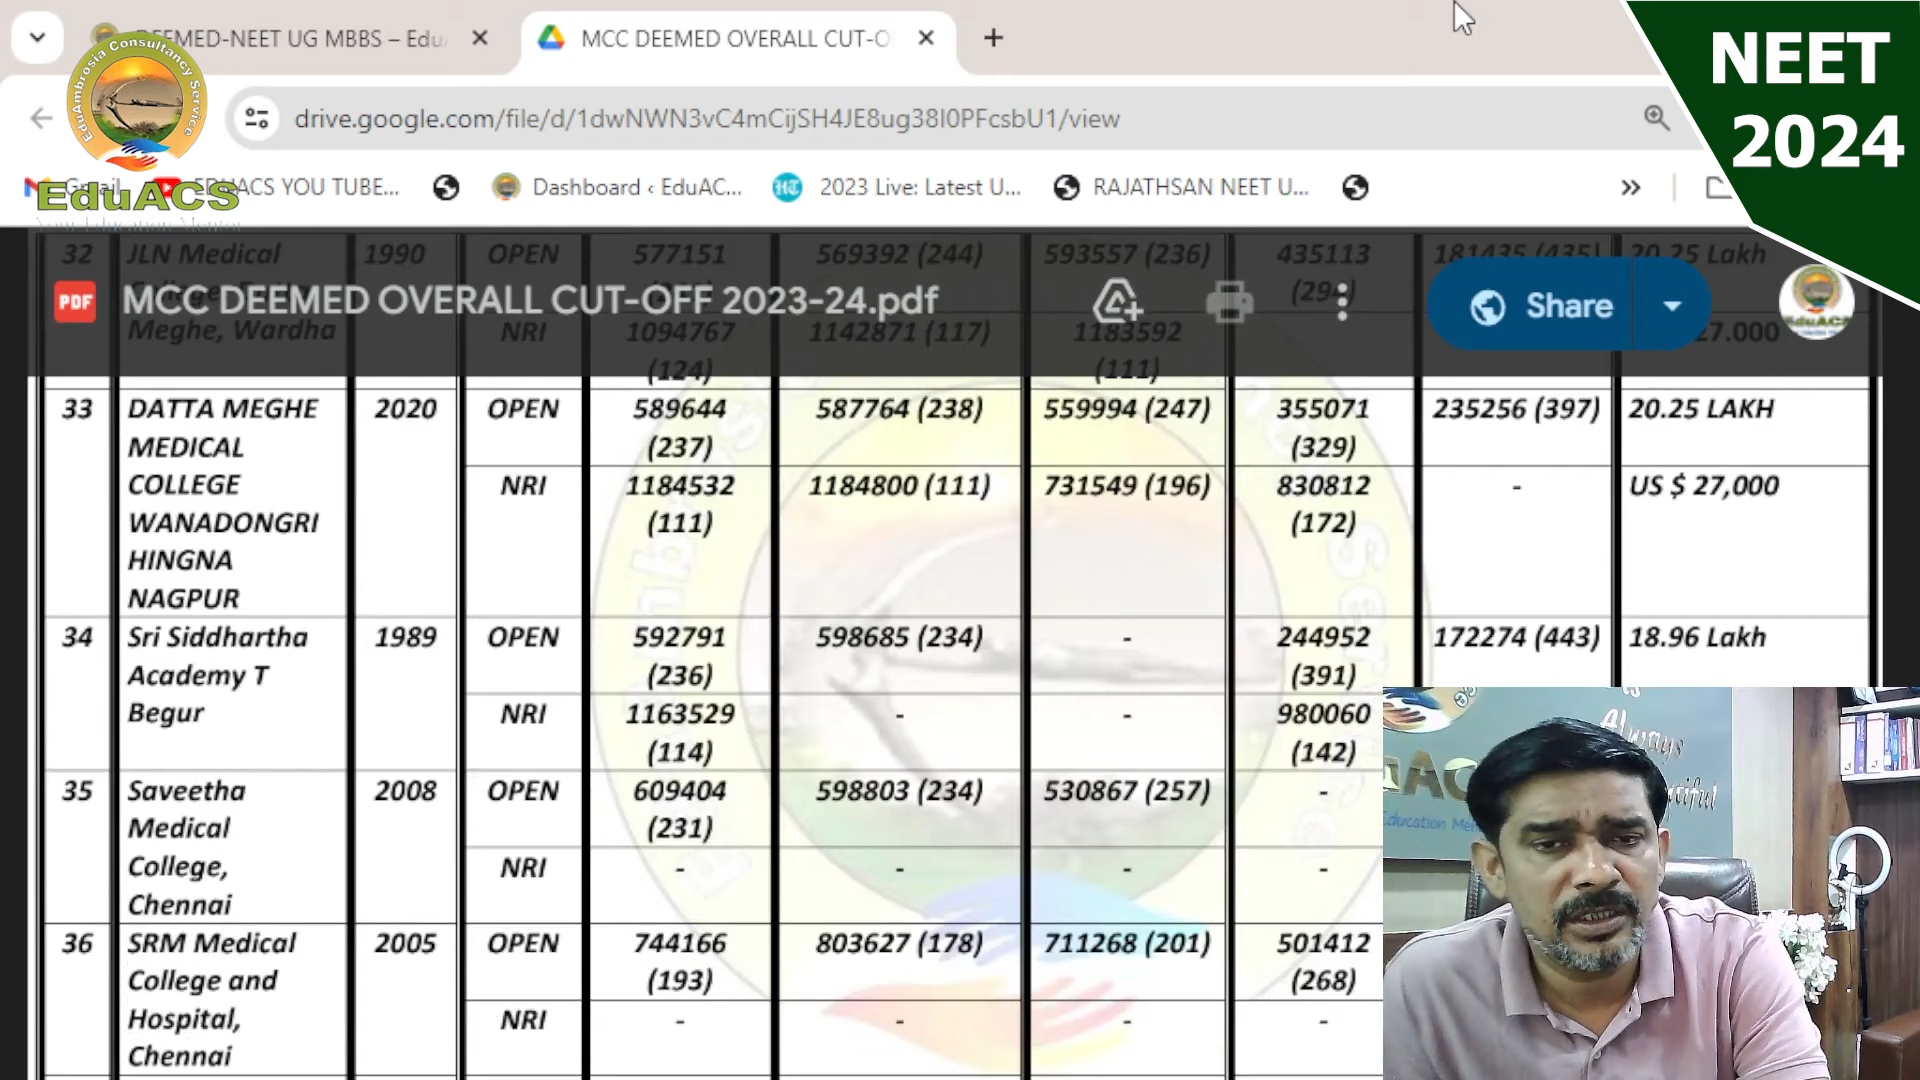 DEEMED-NEET UG MBBS – Edu
MCC DEEMED OVERALL CUT-O
NEET
2024
EduAmbrosia Consultancy Service
EduACS
drive.google.com/file/d/1dwNWN3vC4mCijSH4JE8ug38I0PFcsbU1/view
Gmail
EDUACS YOU TUBE...
Dashboard ‹ EduAC...
2023 Live: Latest U...
RAJATHSAN NEET U...
»
PDF MCC DEEMED OVERALL CUT-OFF 2023-24.pdf
Share
32 JLN Medical 1990 OPEN 577151 569392 (244) 593557 (236) 435113 181435 (435) 20.25 Lakh
Meghe, Wardha NRI 1094767 1142871 (117) 1183592 27.000
(124) (111)
33 DATTA MEGHE 2020 OPEN 589644 587764 (238) 559994 (247) 355071 235256 (397) 20.25 LAKH
MEDICAL (237) (329)
COLLEGE NRI 1184532 1184800 (111) 731549 (196) 830812 - US $ 27,000
WANADONGRI (111) (172)
HINGNA
NAGPUR
34 Sri Siddhartha 1989 OPEN 592791 598685 (234) - 244952 172274 (443) 18.96 Lakh
Academy T (236) (391)
Begur NRI 1163529 - - 980060
(114) (142)
35 Saveetha 2008 OPEN 609404 598803 (234) 530867 (257) -
Medical (231)
College, NRI - - - -
Chennai
36 SRM Medical 2005 OPEN 744166 803627 (178) 711268 (201) 501412
College and (193) (268)
Hospital, NRI - - - -
Chennai
Always